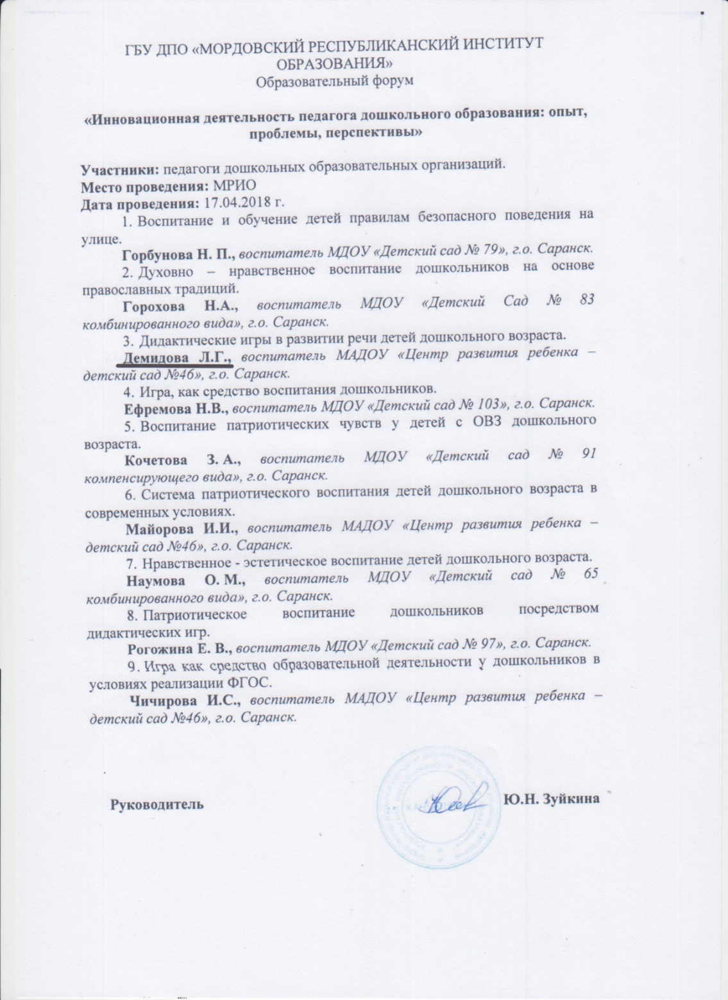 ГБУ ДПО «МОРДОВСКИЙ РЕСПУБЛИКАНСКИЙ ИНСТИТУТ
ОБРАЗОВАНИЯ»
Образовательный форум
«Инновационная деятельность педагога дошкольного образования: опыт,
проблемы, перспективы»
Участники: педагоги дошкольных образовательных организаций.
Место проведения: МРИО
Дата проведения: 17.04.2018 г.
1. Воспитание и обучение детей правилам безопасного поведения на
улице.
Горбунова Н. П., воспитатель МДОУ «Детский сад № 79», г.о. Саранск.
2. Духовно – нравственное воспитание дошкольников на основе
православных традиций.
Горохова Н.А., воспитатель МДОУ «Детский Сад № 83
комбинированного вида», г.о. Саранск.
3. Дидактические игры в развитии речи детей дошкольного возраста.
Демидова Л.Г., воспитатель МАДОУ «Центр развития ребенка –
детский сад №46», г.о. Саранск.
4. Игра, как средство воспитания дошкольников.
Ефремова Н.В., воспитатель МДОУ «Детский сад № 103», г.о. Саранск.
5. Воспитание патриотических чувств у детей с ОВЗ дошкольного
возраста.
Кочетова З. А., воспитатель МДОУ «Детский сад № 91
компенсирующего вида», г.о. Саранск.
6. Система патриотического воспитания детей дошкольного возраста в
современных условиях.
Майорова И.И., воспитатель МАДОУ «Центр развития ребенка –
детский сад №46», г.о. Саранск.
7. Нравственное - эстетическое воспитание детей дошкольного возраста.
Наумова О. М., воспитатель МДОУ «Детский сад № 65
комбинированного вида», г.о. Саранск.
8. Патриотическое воспитание дошкольников посредством
дидактических игр.
Рогожина Е. В., воспитатель МДОУ «Детский сад № 97», г.о. Саранск.
9. Игра как средство образовательной деятельности у дошкольников в
условиях реализации ФГОС.
Чичирова И.С., воспитатель МАДОУ «Центр развития ребенка –
детский сад №46», г.о. Саранск.
Руководитель Ю.Н. Зуйкина